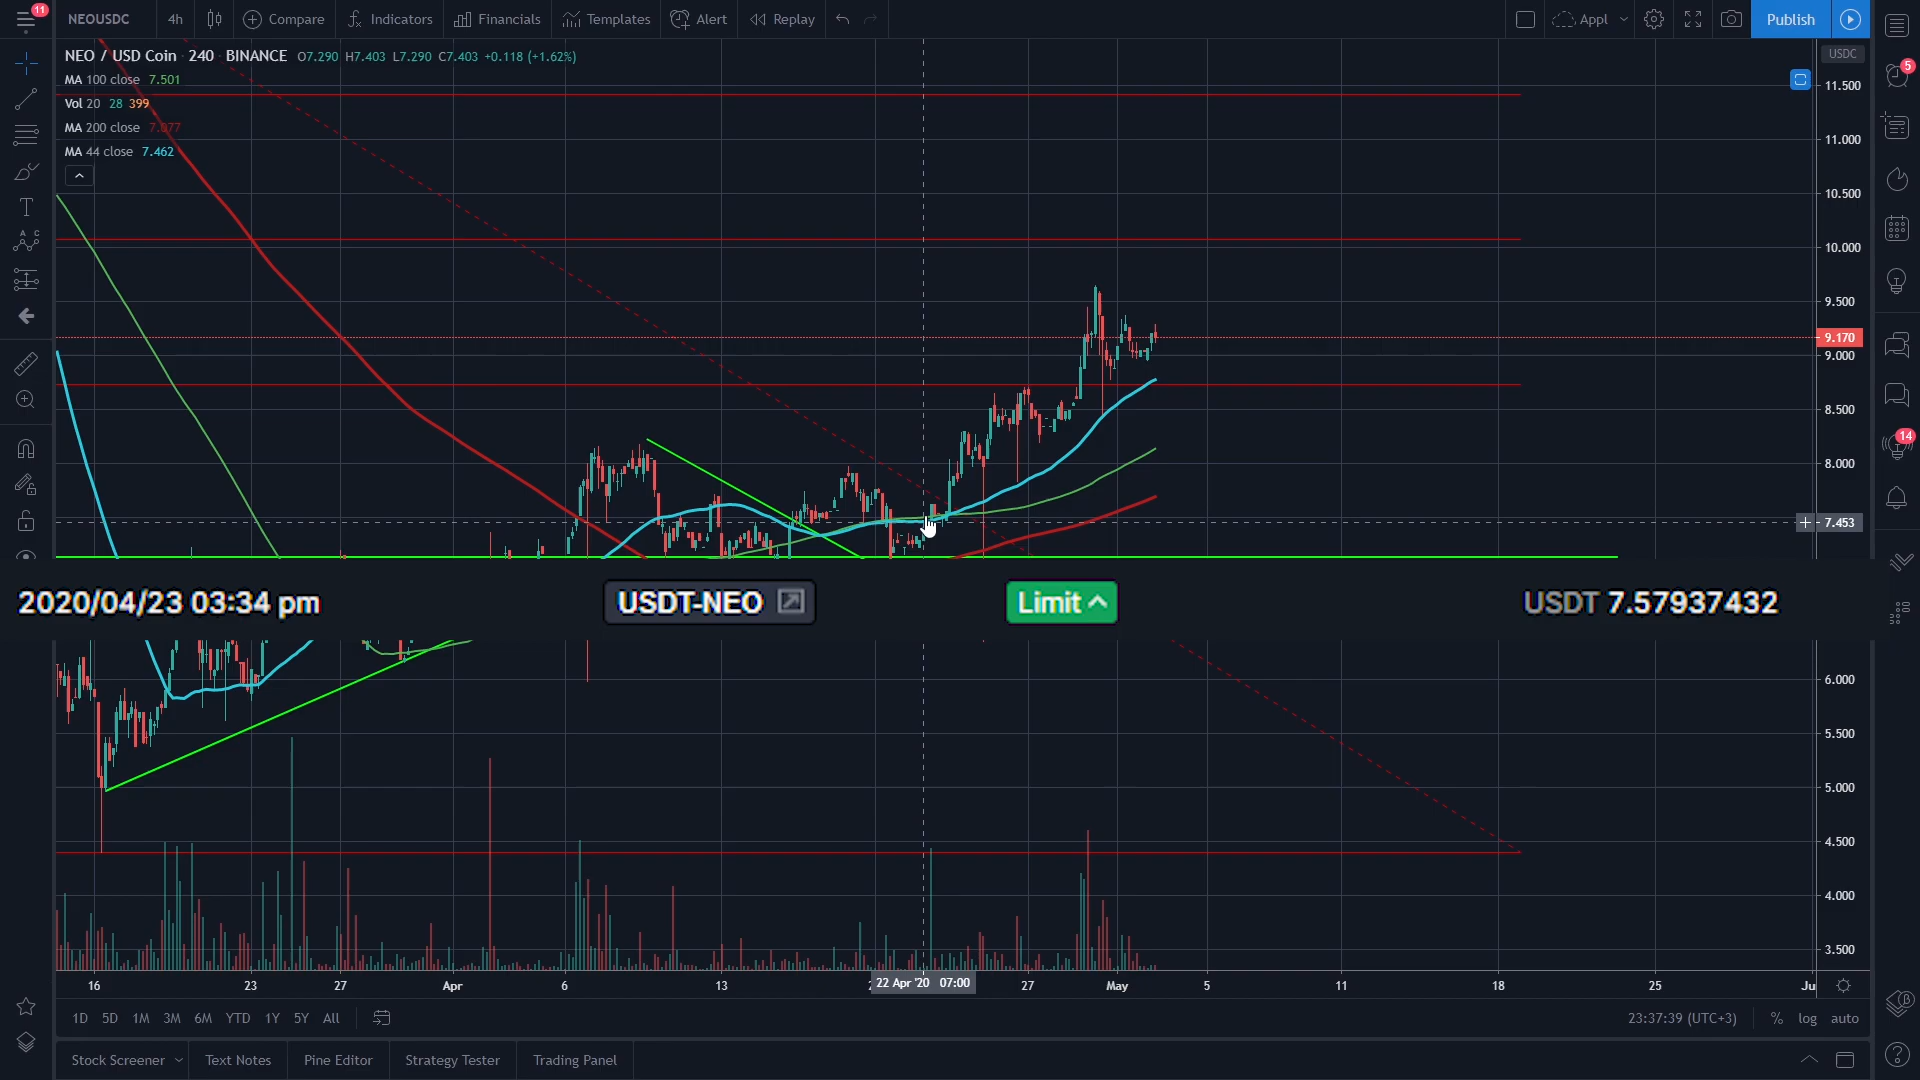 11
NEOUSDC 4h Compare Indicators Financials Templates Alert Replay Appl Publish
NEO / USD Coin 240 BINANCE O7.290 H7.403 L7.290 C7.403 +0.118 (+1.62%)
MA 100 close 7.501
Vol 20 28 399
MA 200 close 7.077
MA 44 close 7.462
USDC
11.500
11.000
10.500
10.000
9.500
9.170
9.000
8.500
8.000
7.453
5
14
2020/04/23 03:34 pm USDT-NEO Limit USDT 7.57937432
6.000
5.500
5.000
4.500
4.000
3.500
16 23 27 Apr 6 13 22 Apr '20 07:00 27 May 5 11 18 25 Ju
1D 5D 1M 3M 6M YTD 1Y 5Y All 23:37:39 (UTC+3) % log auto
Stock Screener Text Notes Pine Editor Strategy Tester Trading Panel